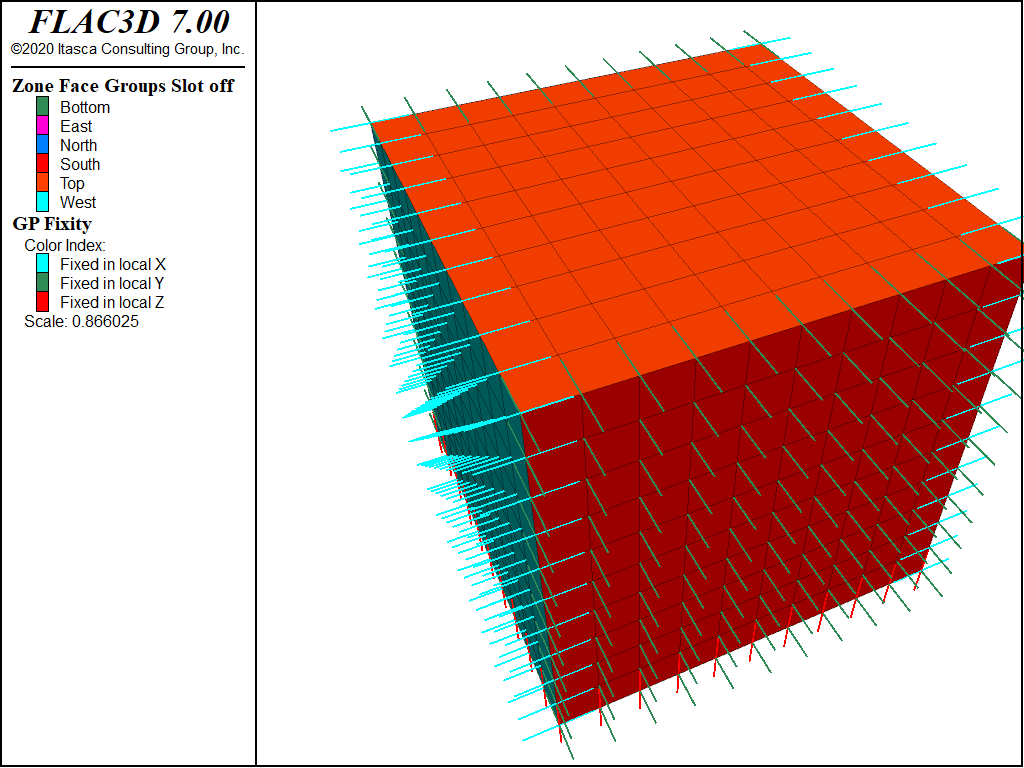 FLAC3D 7.00
©2020 Itasca Consulting Group, Inc.
Zone Face Groups Slot off
Bottom
East
North
South
Top
West
GP Fixity
Color Index:
Fixed in local X
Fixed in local Y
Fixed in local Z
Scale: 0.866025